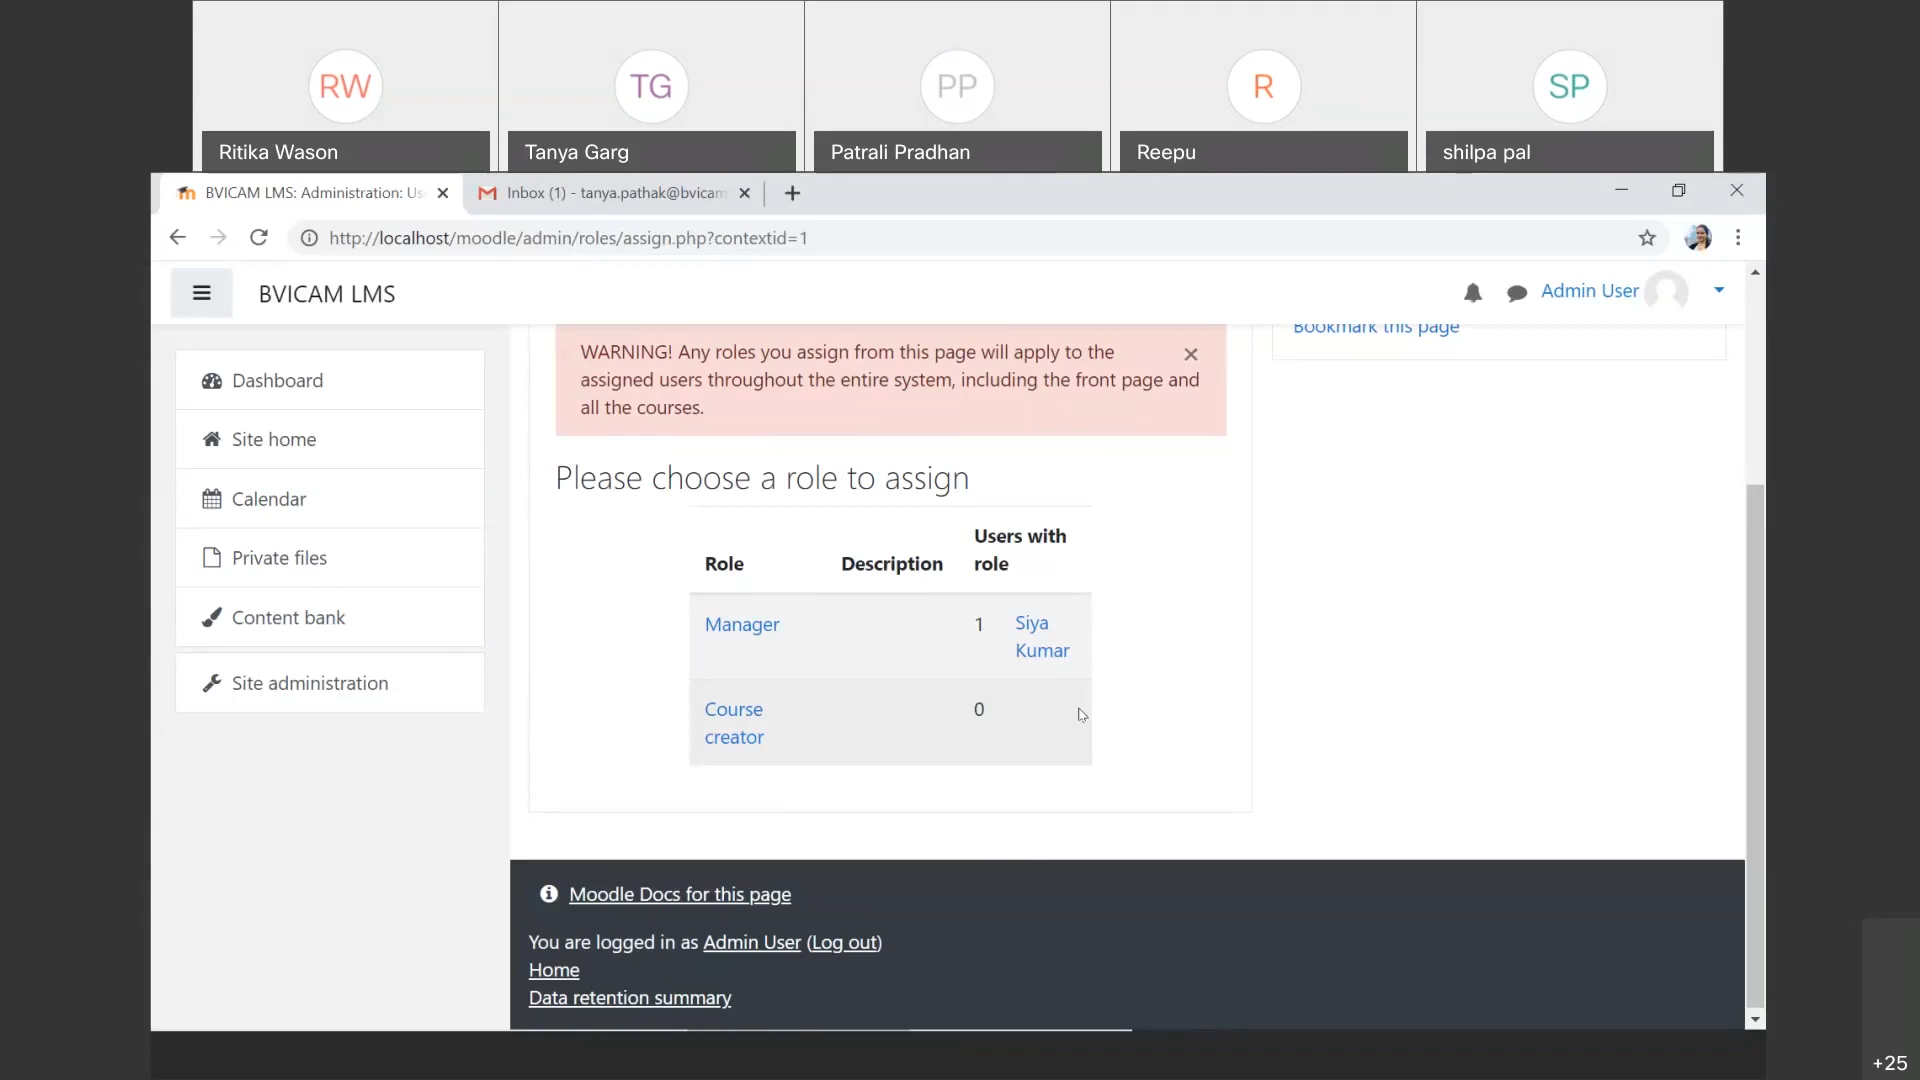 RW
TG
PP
R
SP
Ritika Wason
Tanya Garg
Patrali Pradhan
Reepu
shilpa pal
BVICAM LMS: Administration: Us
Inbox (1) - tanya.pathak@bvicam
http://localhost/moodle/admin/roles/assign.php?contextid=1
BVICAM LMS
Admin User
Bookmark this page
Dashboard
Site home
Calendar
Private files
Content bank
Site administration
WARNING! Any roles you assign from this page will apply to the
assigned users throughout the entire system, including the front page and
all the courses.
Please choose a role to assign
Role
Description
Users with
role
Manager
1
Siya
Kumar
Course
creator
0
Moodle Docs for this page
You are logged in as Admin User (Log out)
Home
Data retention summary
+25